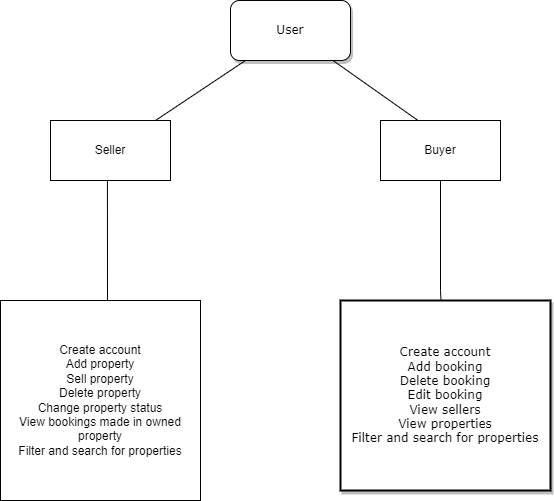 User
Seller
Buyer
Create account
Add property
Sell property
Delete property
Change property status
View bookings made in owned
property
Filter and search for properties
Create account
Add booking
Delete booking
Edit booking
View sellers
View properties
Filter and search for properties